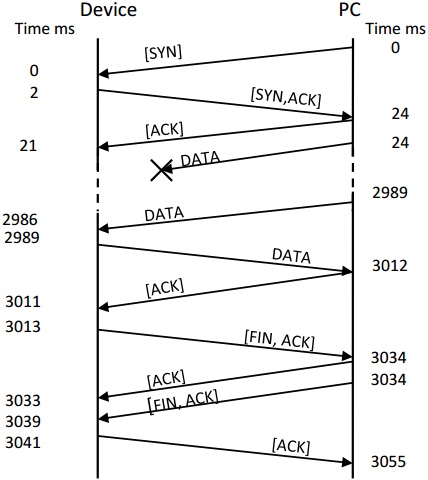 Device PC
Time ms Time ms
[SYN] 0
0
2 [SYN,ACK]
24
[ACK]
21 24
DATA
2989
2986 DATA
2989
DATA 3012
[ACK]
3011
3013
[FIN, ACK]
3034
[ACK] 3034
3033 [FIN, ACK]
3039
3041
[ACK] 3055